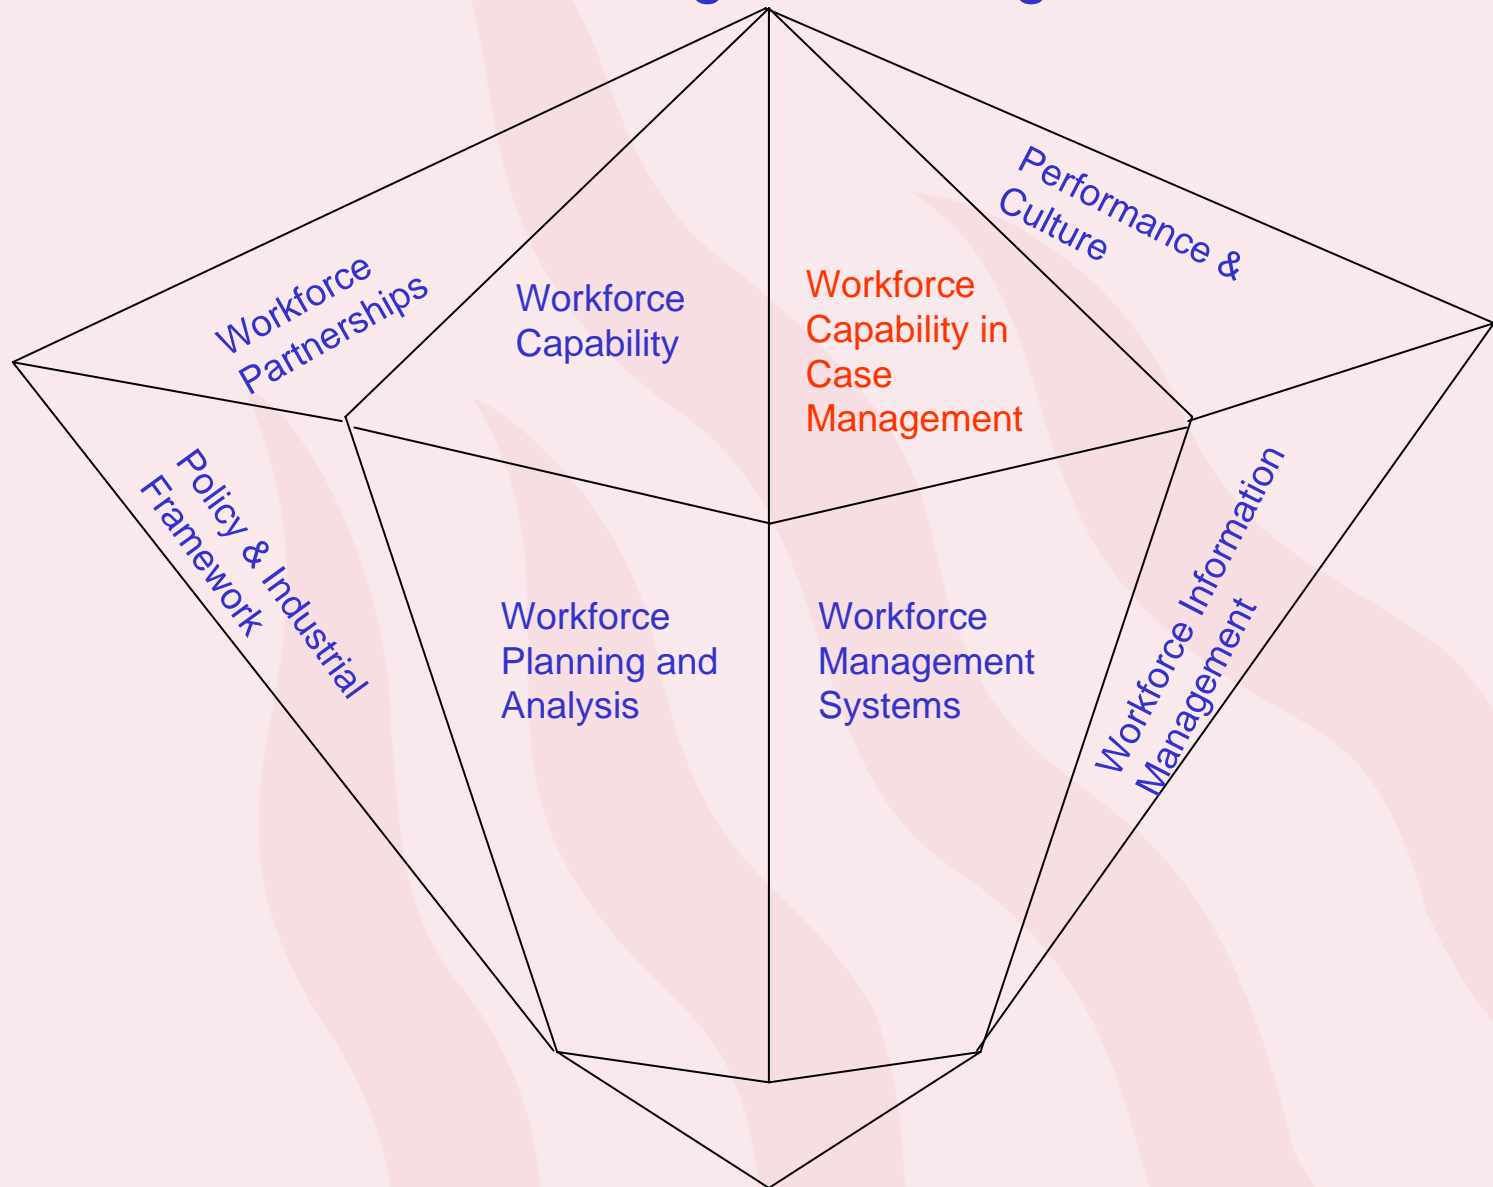 Workforce
Partnerships
Workforce
Capability
Workforce
Capability in
Case
Management
Performance &
Culture
Policy & Industrial
Framework
Workforce
Planning and
Analysis
Workforce
Management
Systems
Workforce Information
Management